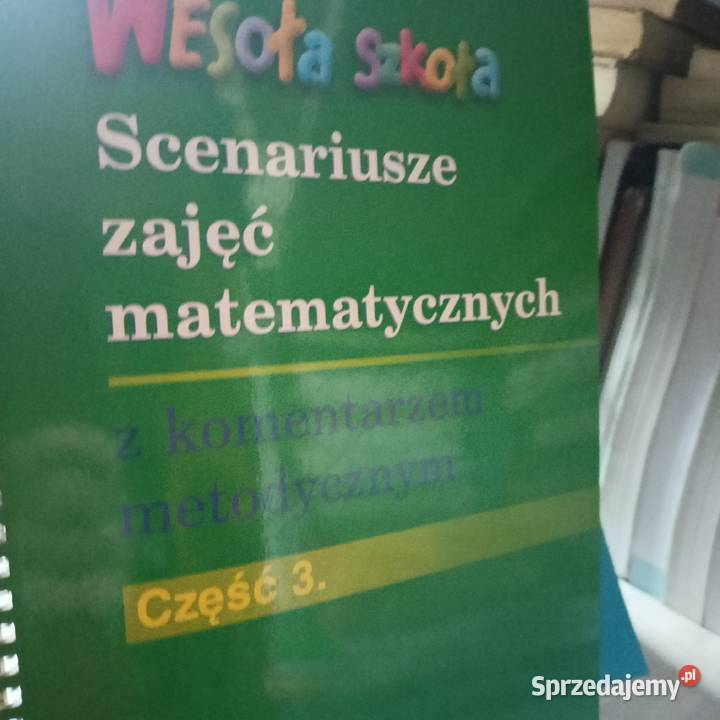 WESoła SzkoŁa
Scenariusze
zajęć
matematycznych
z komentarzem
metodycznym
Część 3.
Sprzedajemy.pl